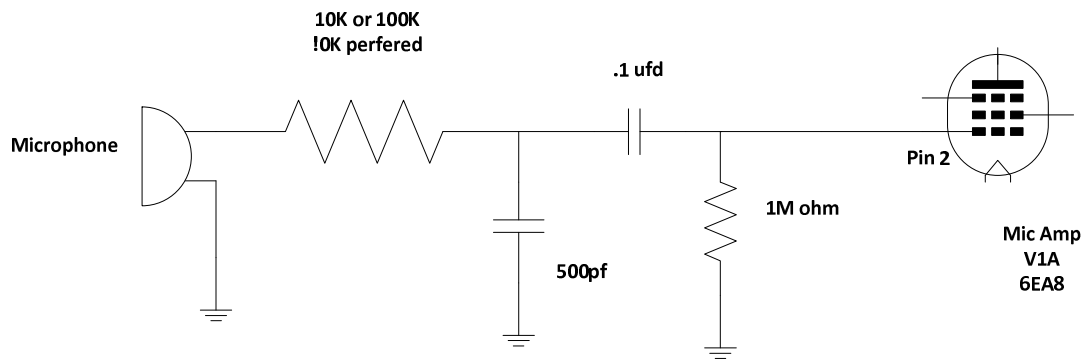 10K or 100K
!0K perfered
.1 ufd
Microphone
Pin 2
1M ohm
500pf
Mic Amp
V1A
6EA8